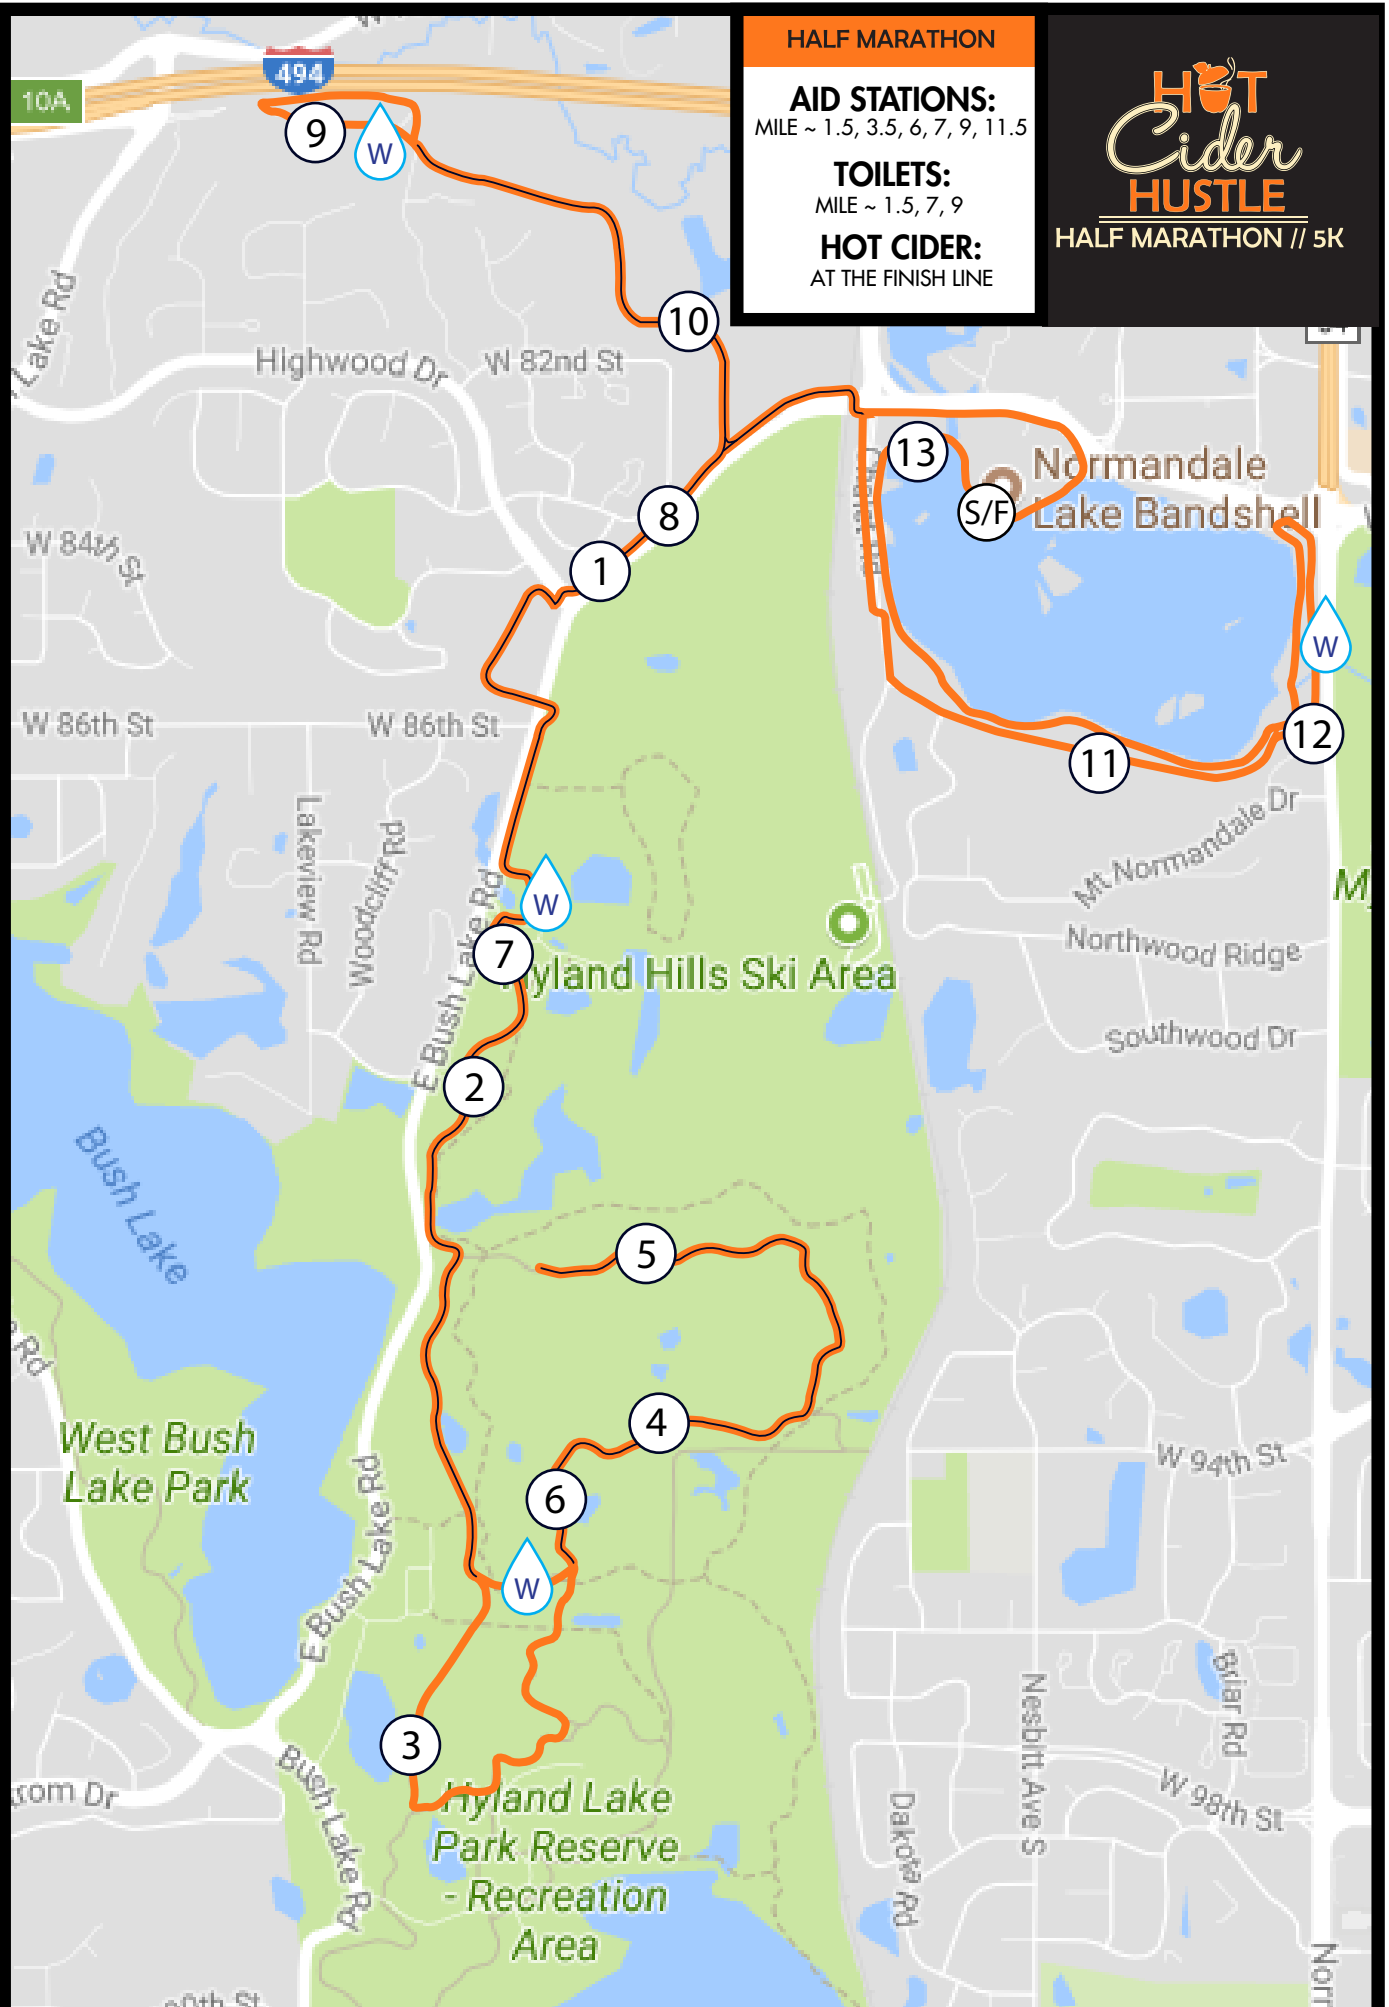 494
10A
HALF MARATHON
AID STATIONS:
MILE ~ 1.5, 3.5, 6, 7, 9, 11.5
TOILETS:
MILE ~ 1.5, 7, 9
HOT CIDER:
AT THE FINISH LINE
HOT
Cider
HUSTLE
HALF MARATHON // 5K
9
W
Lake Rd
10
Highwood Dr
W 82nd St
13
Normandale
Lake Bandshell
S/F
8
1
W 84th St
W
W 86th St
W 86th St
12
11
Mt Normandale Dr
Lakeview Rd
Woodcliff Rd
E Bush Lake Rd
W
7
Hyland Hills Ski Area
Northwood Ridge
Southwood Dr
2
Bush Lake
5
Rd
4
West Bush
Lake Park
W 94th St
6
E Bush Lake Rd
W
3
Briar Rd
Nesbitt Ave S
Bush Lake Rd
W 98th St
Dakota Rd
Hyland Lake
Park Reserve
- Recreation
Area